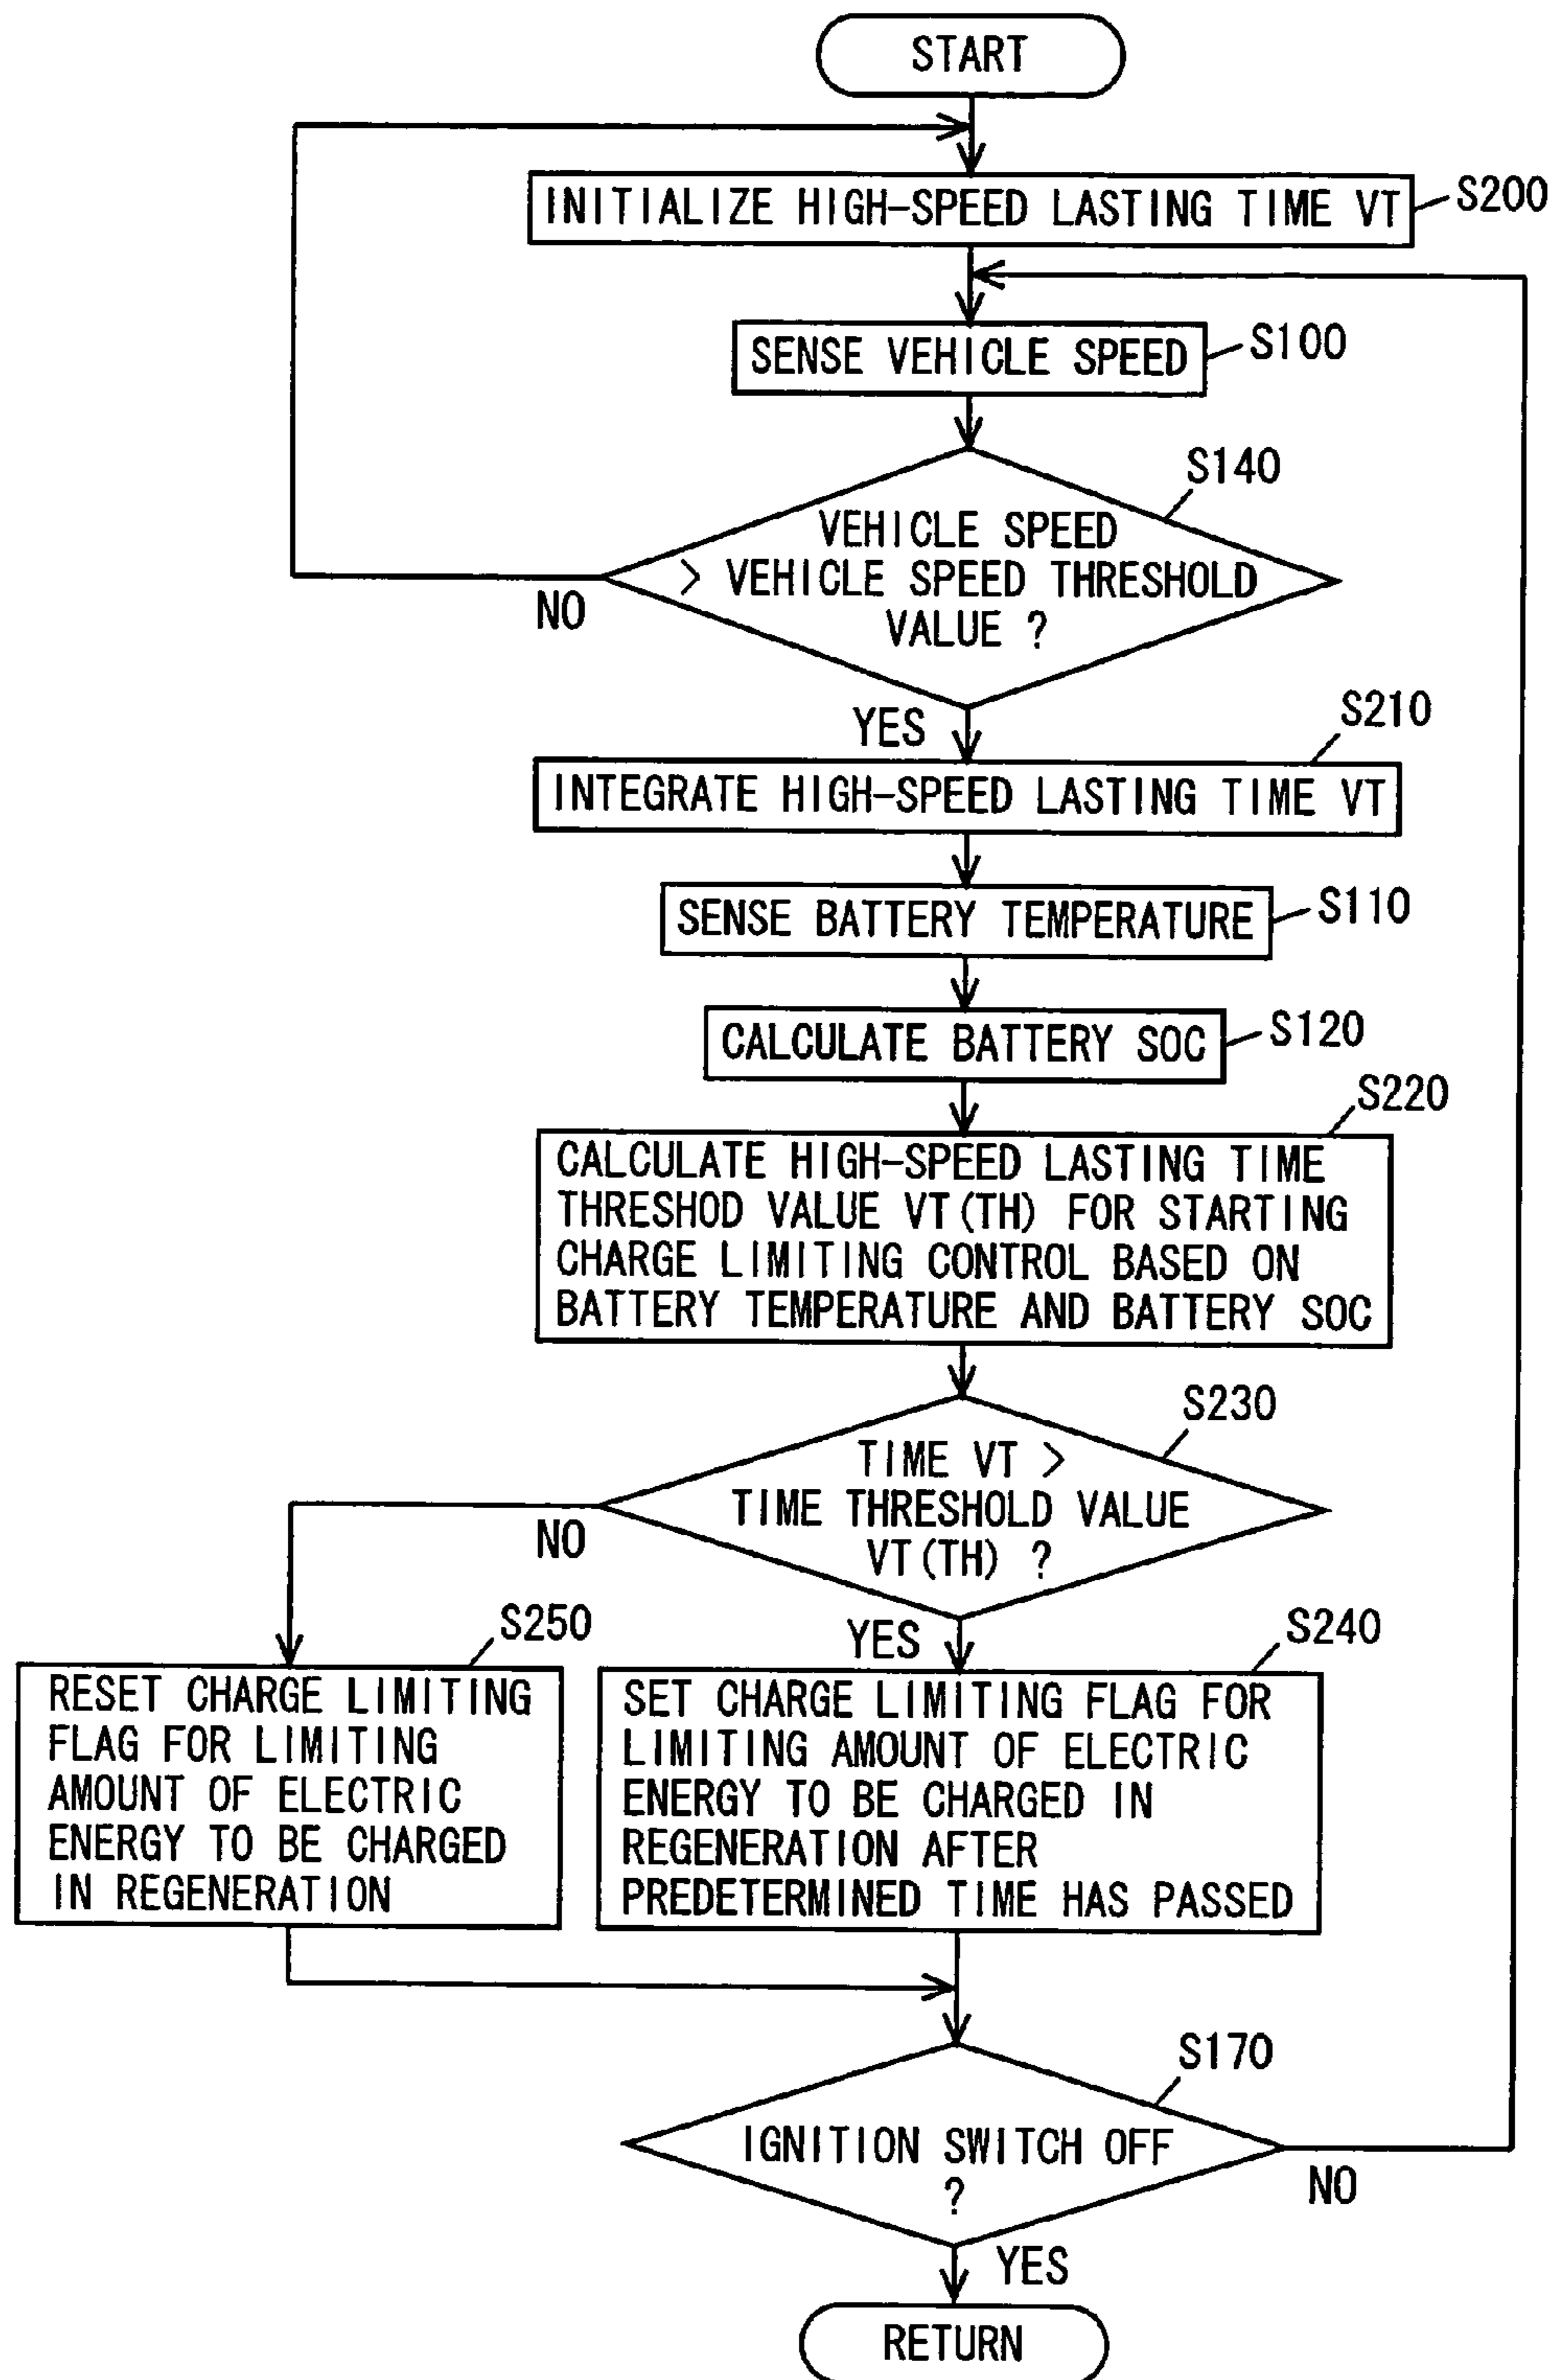 START
INITIALIZE HIGH-SPEED LASTING TIME VT
S200
SENSE VEHICLE SPEED
S100
S140
VEHICLE SPEED
> VEHICLE SPEED THRESHOLD
VALUE ?
NO
YES
S210
INTEGRATE HIGH-SPEED LASTING TIME VT
SENSE BATTERY TEMPERATURE
S110
CALCULATE BATTERY SOC
S120
S220
CALCULATE HIGH-SPEED LASTING TIME
THRESHOD VALUE VT(TH) FOR STARTING
CHARGE LIMITING CONTROL BASED ON
BATTERY TEMPERATURE AND BATTERY SOC
S230
TIME VT >
TIME THRESHOLD VALUE
VT(TH) ?
NO
YES
S250
RESET CHARGE LIMITING
FLAG FOR LIMITING
AMOUNT OF ELECTRIC
ENERGY TO BE CHARGED
IN REGENERATION
S240
SET CHARGE LIMITING FLAG FOR
LIMITING AMOUNT OF ELECTRIC
ENERGY TO BE CHARGED IN
REGENERATION AFTER
PREDETERMINED TIME HAS PASSED
S170
IGNITION SWITCH OFF
?
NO
YES
RETURN